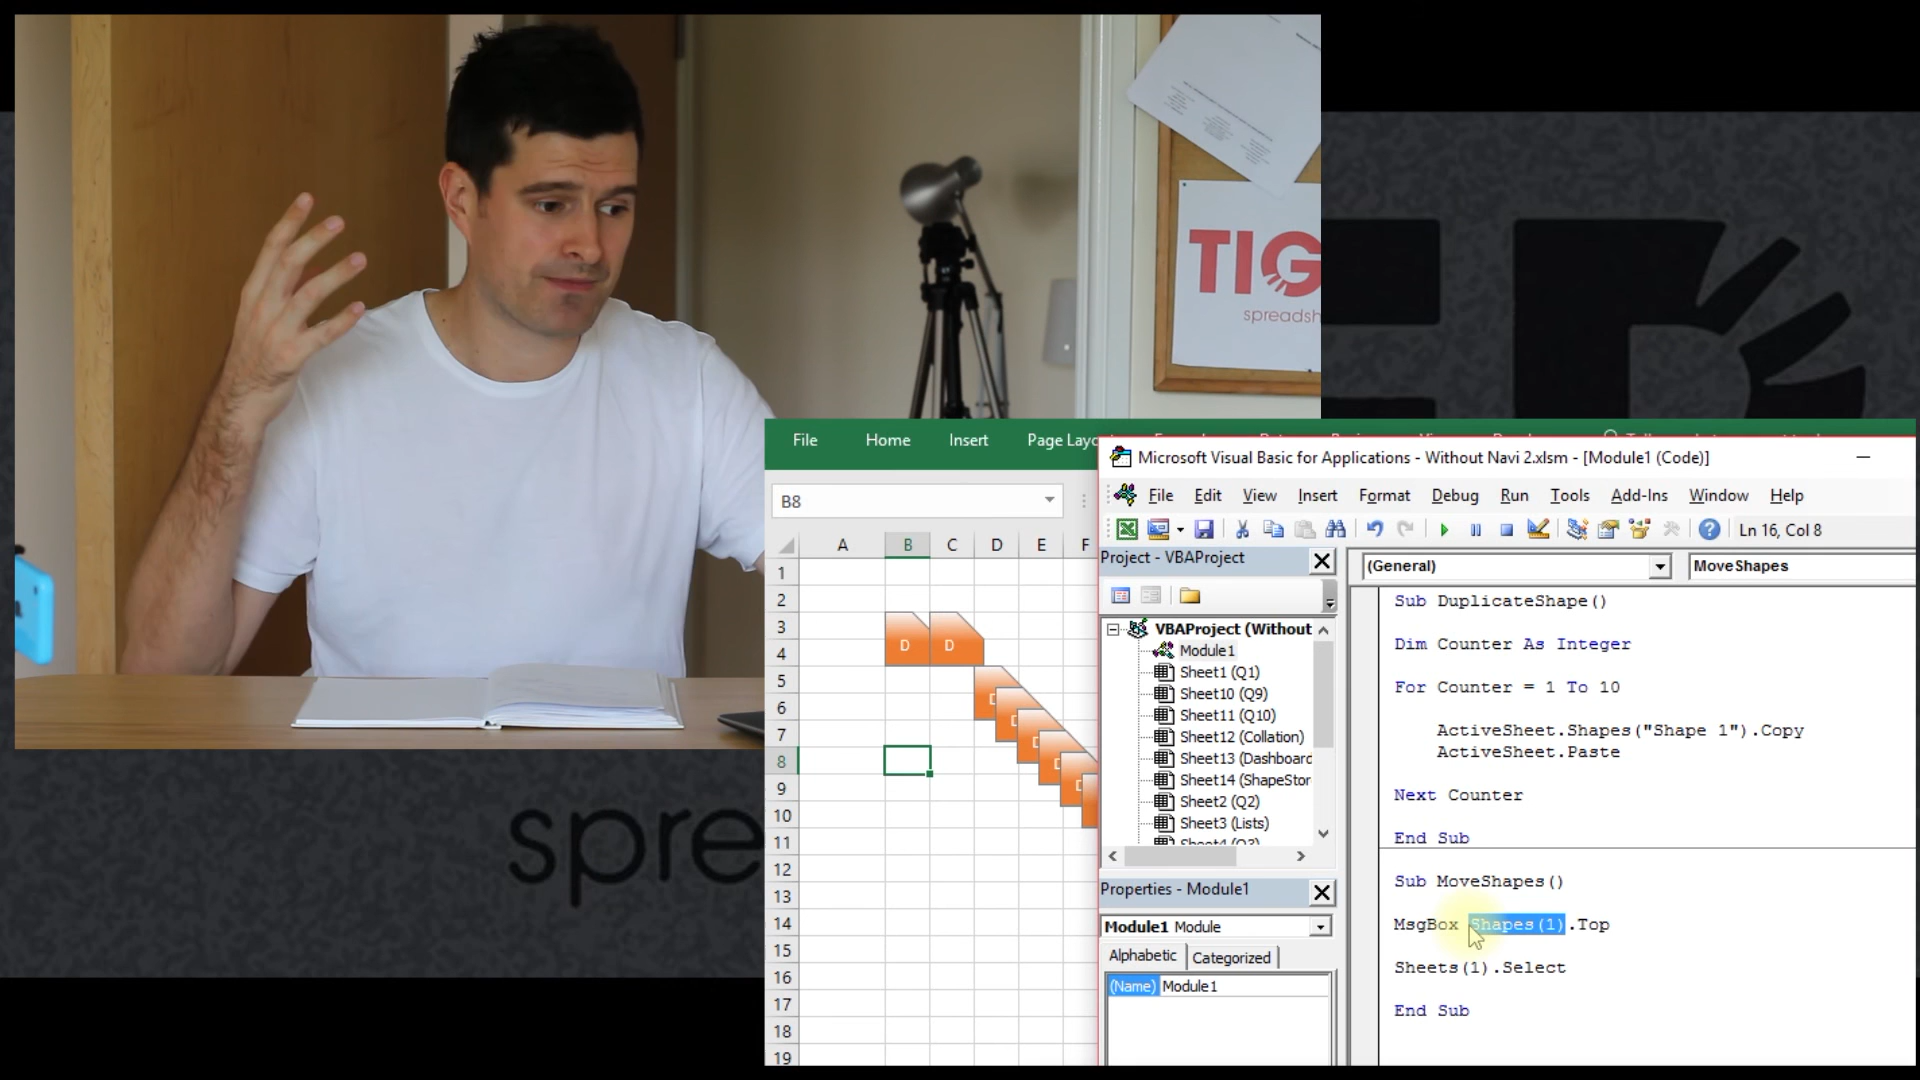 TIG
spreadsh
spre
File Home Insert Page Layo
B8
A B C D E F
1
2
3
4
5
6
7
8
9
10
11
12
13
14
15
16
17
18
19
D D
D
Microsoft Visual Basic for Applications - Without Navi 2.xlsm - [Module1 (Code)]
File Edit View Insert Format Debug Run Tools Add-Ins Window Help
Ln 16, Col 8
Project - VBAProject
VBAProject (Without
Module1
Sheet1 (Q1)
Sheet10 (Q9)
Sheet11 (Q10)
Sheet12 (Collation)
Sheet13 (Dashboard
Sheet14 (ShapeStor
Sheet2 (Q2)
Sheet3 (Lists)
Properties - Module1
Module1 Module
Alphabetic Categorized
(Name) Module1
(General) MoveShapes
Sub DuplicateShape()
Dim Counter As Integer
For Counter = 1 To 10
ActiveSheet.Shapes("Shape 1").Copy
ActiveSheet.Paste
Next Counter
End Sub
Sub MoveShapes()
MsgBox Shapes(1).Top
Sheets(1).Select
End Sub